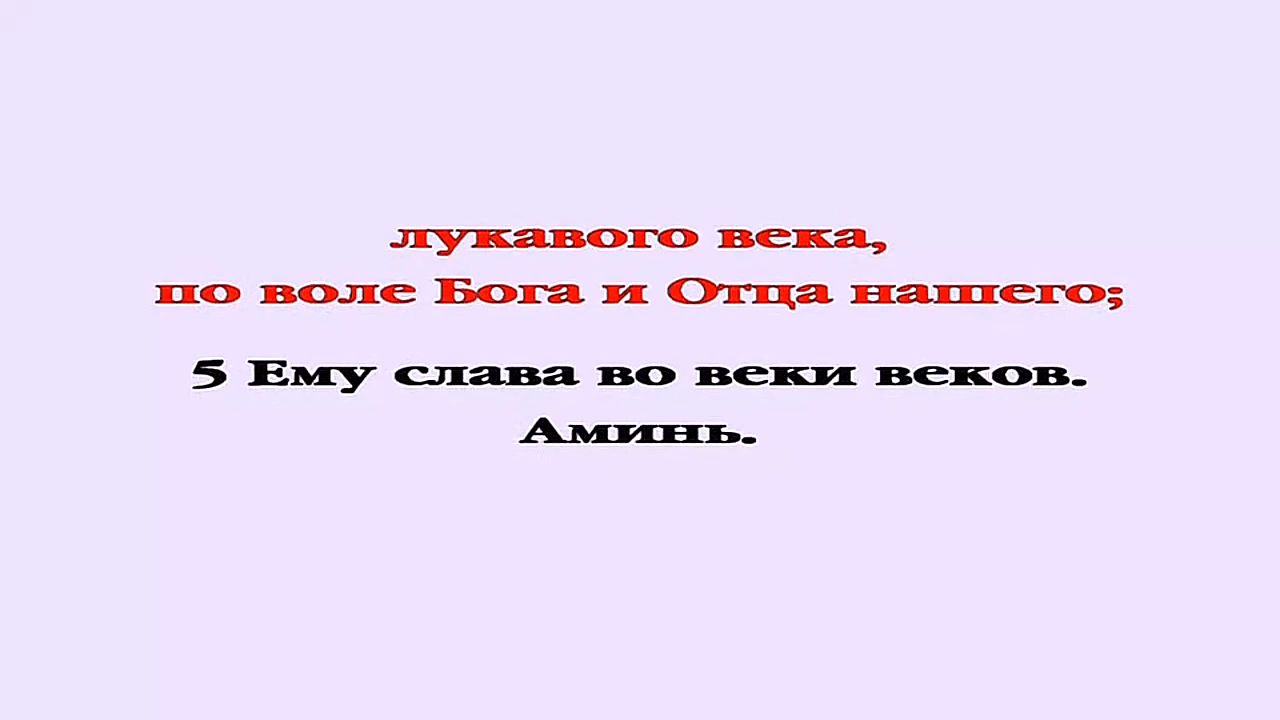 лукавого века,
по воле Бога и Отца нашего;
5 Ему слава во веки веков.
Аминь.